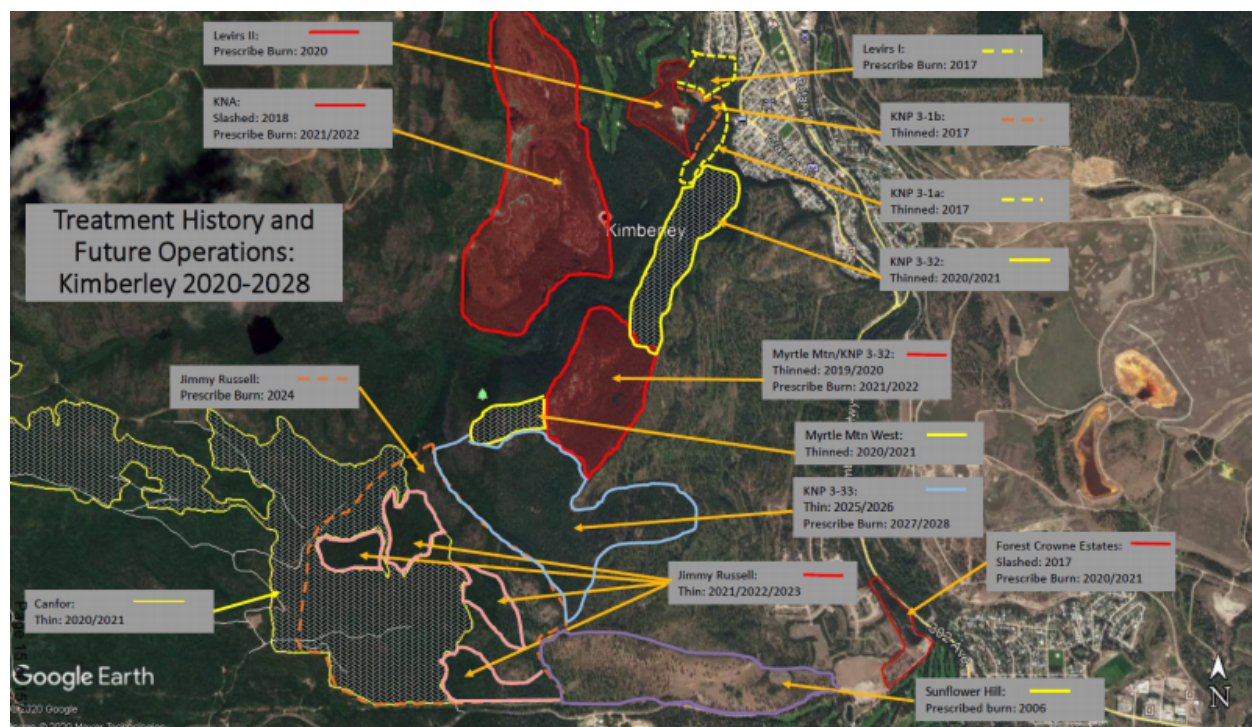 Levirs II:
Prescribe Burn: 2020
KNA:
Slashed: 2018
Prescribe Burn: 2021/2022
Treatment History and
Future Operations:
Kimberley 2020-2028
Levirs I:
Prescribe Burn: 2017
KNP 3-1b:
Thinned: 2017
KNP 3-1a:
Thinned: 2017
KNP 3-32:
Thinned: 2020/2021
Kimberley
Myrtle Mtn/KNP 3-32:
Thinned: 2019/2020
Prescribe Burn: 2021/2022
Jimmy Russell:
Prescribe Burn: 2024
Myrtle Mtn West:
Thinned: 2020/2021
KNP 3-33:
Thin: 2025/2026
Prescribe Burn: 2027/2028
Forest Crowne Estates:
Slashed: 2017
Prescribe Burn: 2020/2021
Jimmy Russell:
Thin: 2021/2022/2023
Canfor:
Thin: 2020/2021
302 Ave
Google Earth
© 2020 Google
Sunflower Hill:
Prescribed burn: 2006
N